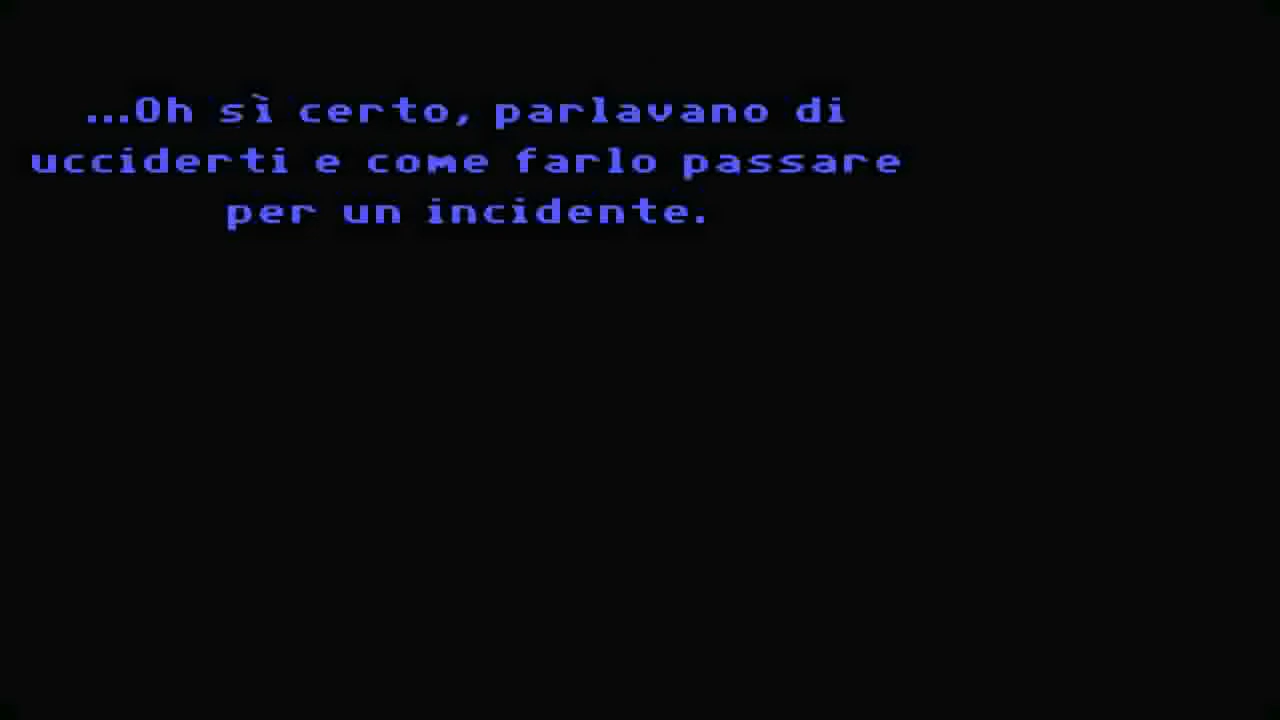 ...Oh sì certo, parlavano di
ucciderti e come farlo passare
per un incidente.